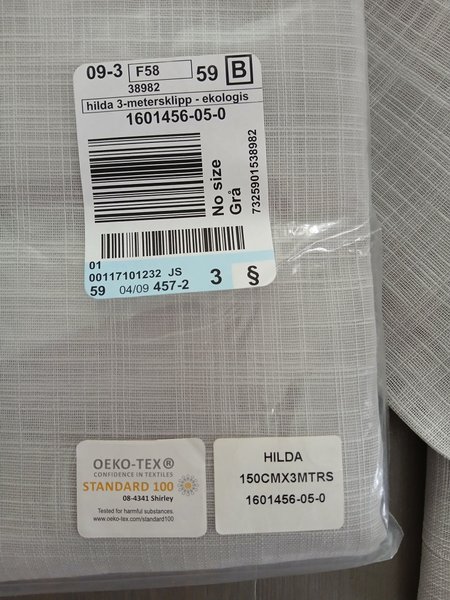 09-3 F58 59 B
38982
hilda 3-metersklipp - ekologis
1601456-05-0
No size
Grå
7325901538982
01
00117101232 JS
59 04/09 457-2 3 §
OEKO-TEX®
CONFIDENCE IN TEXTILES
STANDARD 100
08-4341 Shirley
Tested for harmful substances.
www.oeko-tex.com/standard100
HILDA
150CMX3MTRS
1601456-05-0